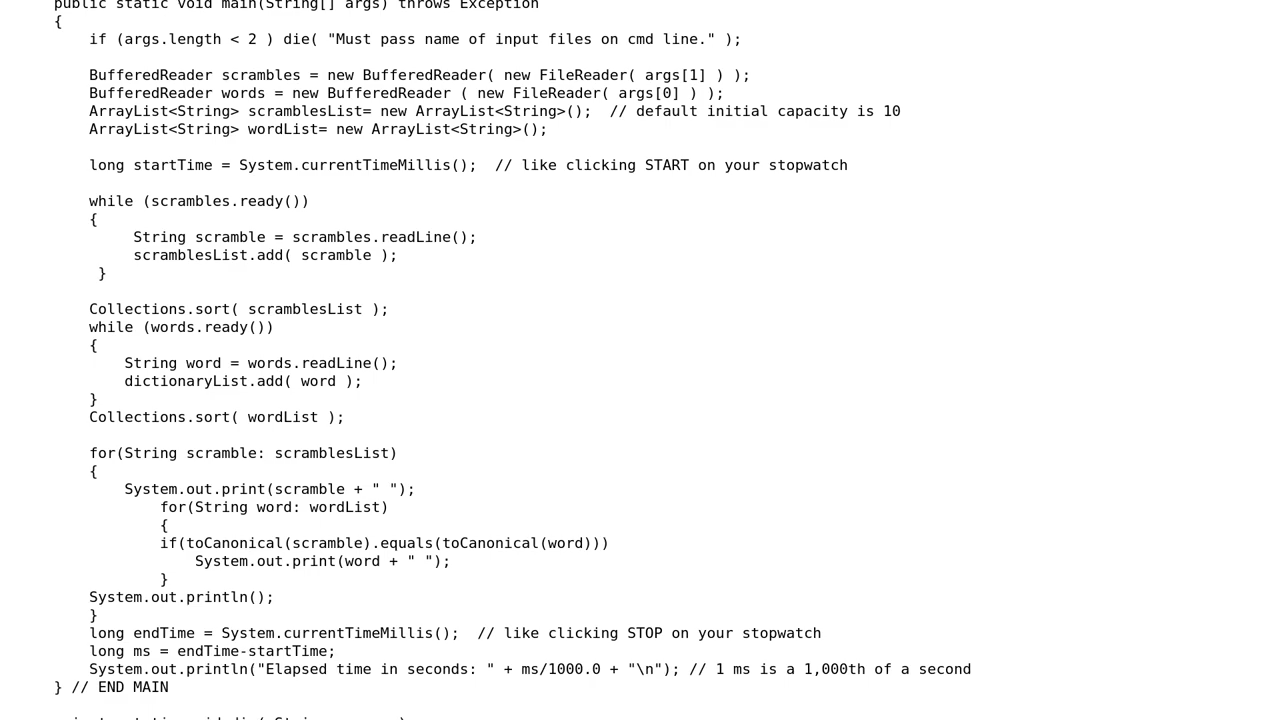 public static void main(String[] args) throws Exception
{
if (args.length < 2 ) die( "Must pass name of input files on cmd line." );
BufferedReader scrambles = new BufferedReader( new FileReader( args[1] ) );
BufferedReader words = new BufferedReader ( new FileReader( args[0] ) );
ArrayList<String> scramblesList= new ArrayList<String>();  // default initial capacity is 10
ArrayList<String> wordList= new ArrayList<String>();
long startTime = System.currentTimeMillis();  // like clicking START on your stopwatch
while (scrambles.ready())
{
String scramble = scrambles.readLine();
scramblesList.add( scramble );
}
Collections.sort( scramblesList );
while (words.ready())
{
String word = words.readLine();
dictionaryList.add( word );
}
Collections.sort( wordList );
for(String scramble: scramblesList)
{
System.out.print(scramble + " ");
for(String word: wordList)
{
if(toCanonical(scramble).equals(toCanonical(word)))
System.out.print(word + " ");
}
System.out.println();
}
long endTime = System.currentTimeMillis();  // like clicking STOP on your stopwatch
long ms = endTime-startTime;
System.out.println("Elapsed time in seconds: " + ms/1000.0 + "\n"); // 1 ms is a 1,000th of a second
} // END MAIN